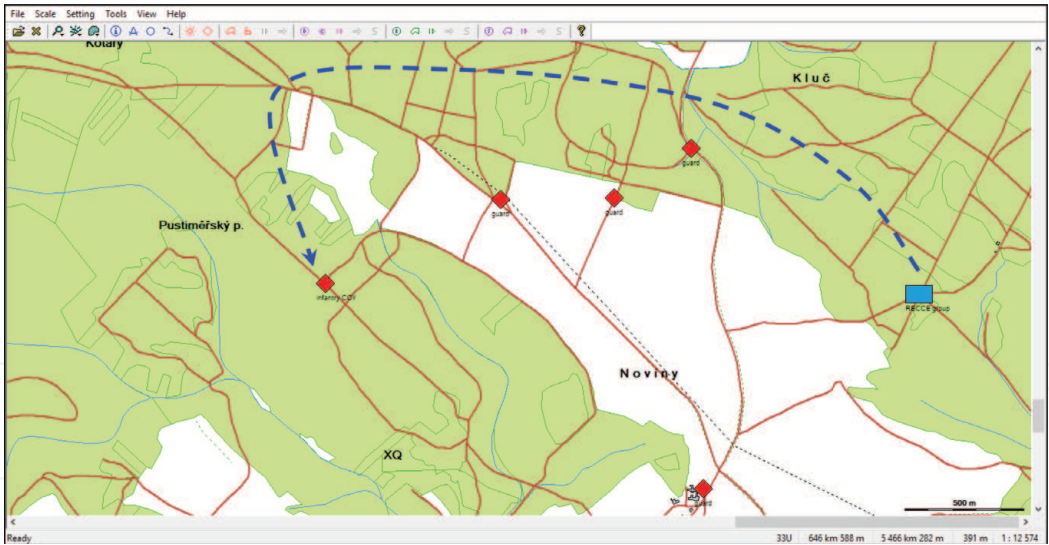 File Scale Setting Tools View Help
Kotáry
Kluč
guard
guard
guard
Pustiměřský p.
infantry COY
RECCE group
Noviny
XQ
guard
500 m
Ready 33U 646 km 588 m 5 466 km 282 m 391 m 1 : 12 574